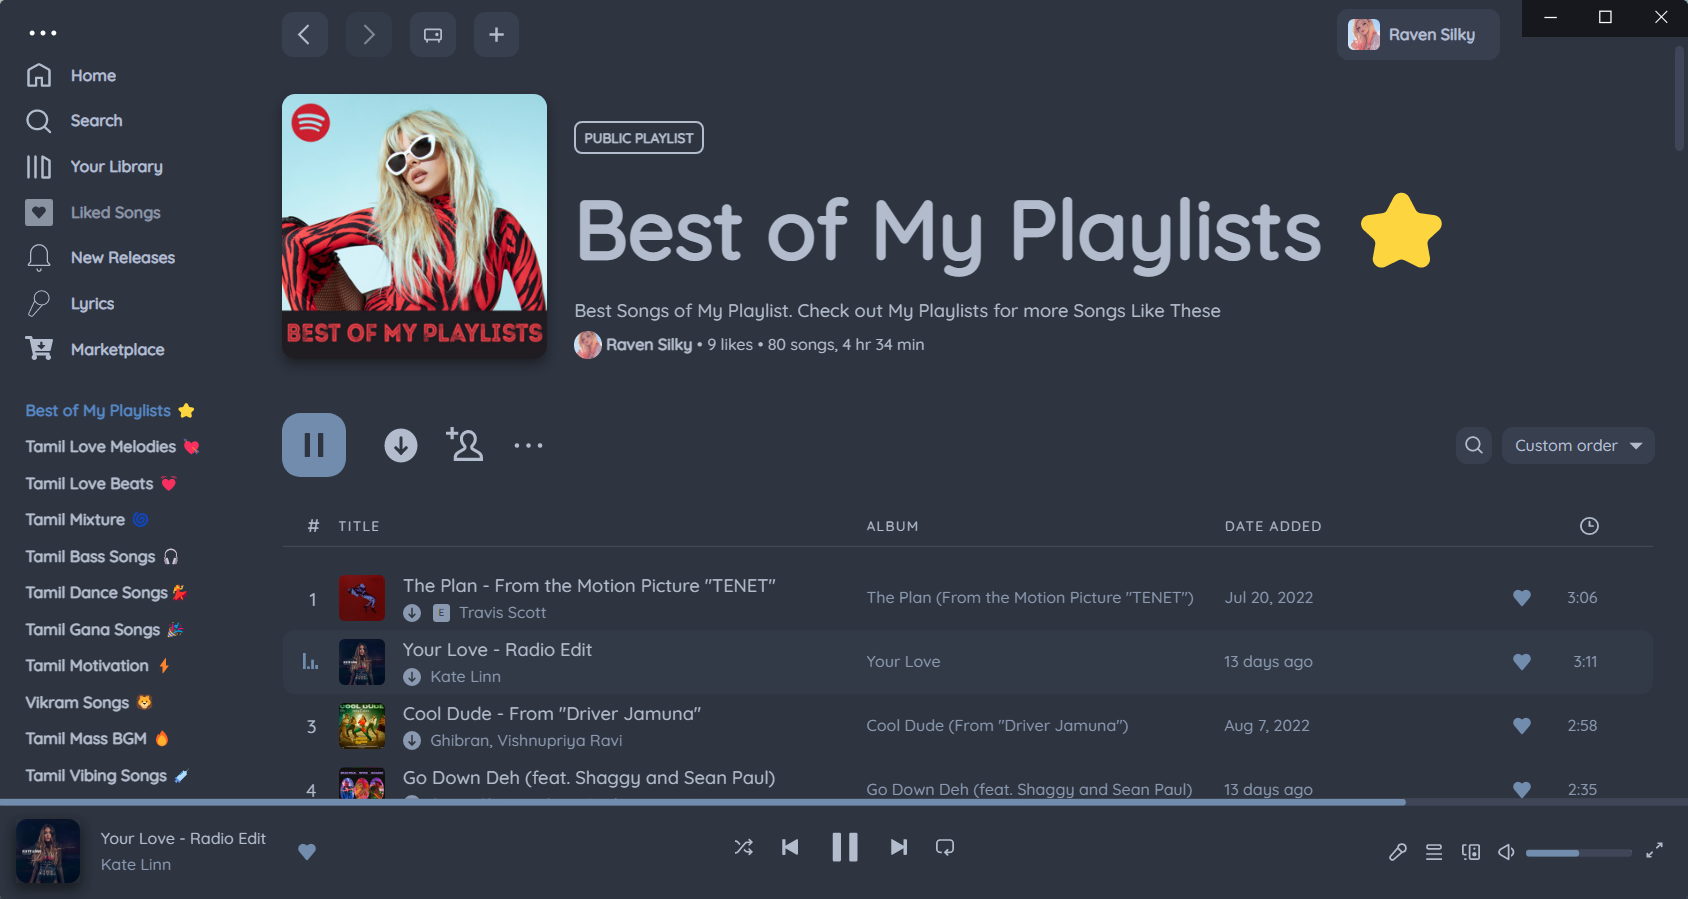 Raven Silky
Home
Search
Your Library
Liked Songs
New Releases
Lyrics
Marketplace
Best of My Playlists ⭐
Tamil Love Melodies 💘
Tamil Love Beats 💓
Tamil Mixture 🌀
Tamil Bass Songs 🎧
Tamil Dance Songs 💃
Tamil Gana Songs 🎉
Tamil Motivation ⚡
Vikram Songs 🦁
Tamil Mass BGM 🔥
Tamil Vibing Songs
BEST OF MY PLAYLISTS
PUBLIC PLAYLIST
Best of My Playlists ⭐
Best Songs of My Playlist. Check out My Playlists for more Songs Like These
Raven Silky • 9 likes • 80 songs, 4 hr 34 min
Custom order
# TITLE ALBUM DATE ADDED
1 The Plan - From the Motion Picture "TENET" The Plan (From the Motion Picture "TENET") Jul 20, 2022 3:06
E Travis Scott
Your Love - Radio Edit Your Love 13 days ago 3:11
Kate Linn
COOL DUDE
3 Cool Dude - From "Driver Jamuna" Cool Dude (From "Driver Jamuna") Aug 7, 2022 2:58
Ghibran, Vishnupriya Ravi
4 Go Down Deh (feat. Shaggy and Sean Paul) Go Down Deh (feat. Shaggy and Sean Paul) 13 days ago 2:35
Your Love - Radio Edit
Kate Linn